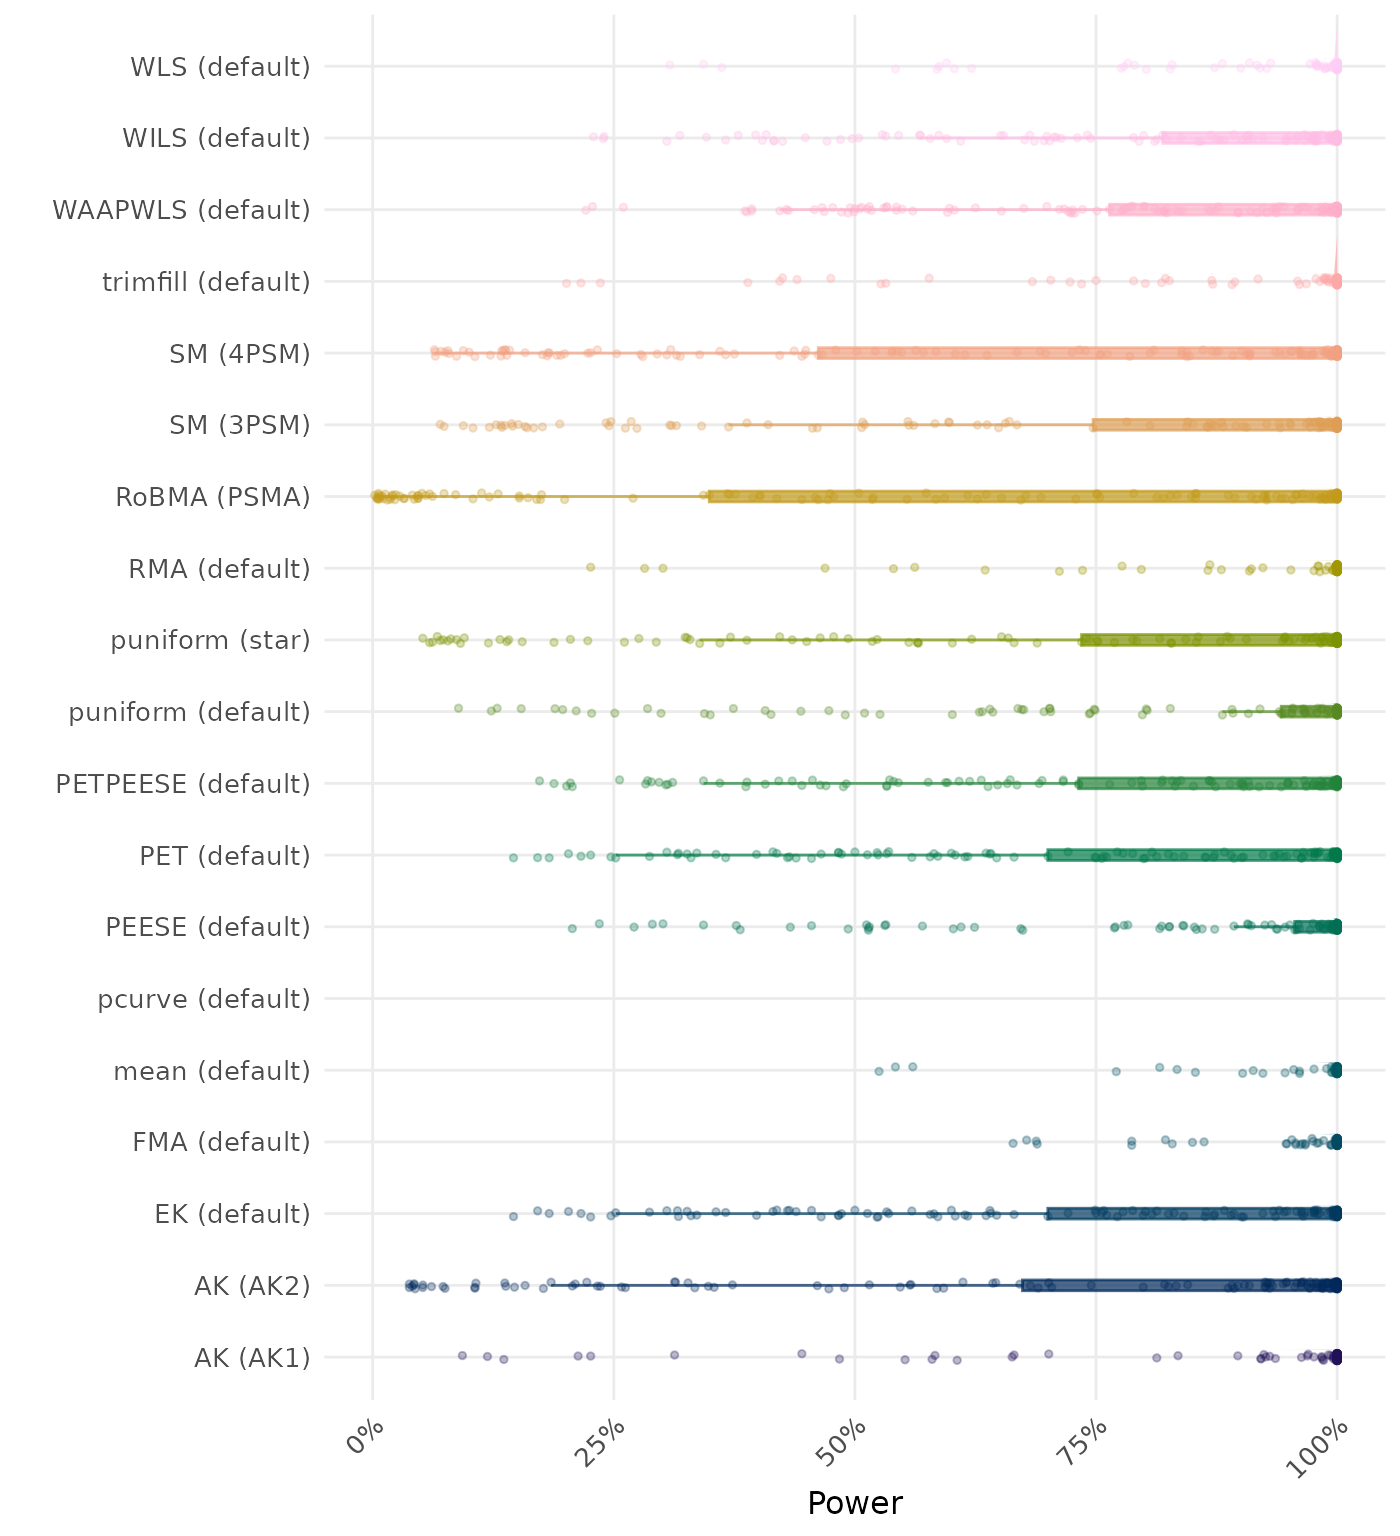 WLS (default)
WILS (default)
WAAPWLS (default)
trimfill (default)
SM (4PSM)
SM (3PSM)
RoBMA (PSMA)
RMA (default)
puniform (star)
puniform (default)
PETPEESE (default)
PET (default)
PEESE (default)
pcurve (default)
mean (default)
FMA (default)
EK (default)
AK (AK2)
AK (AK1)
0%
25%
50%
75%
100%
Power